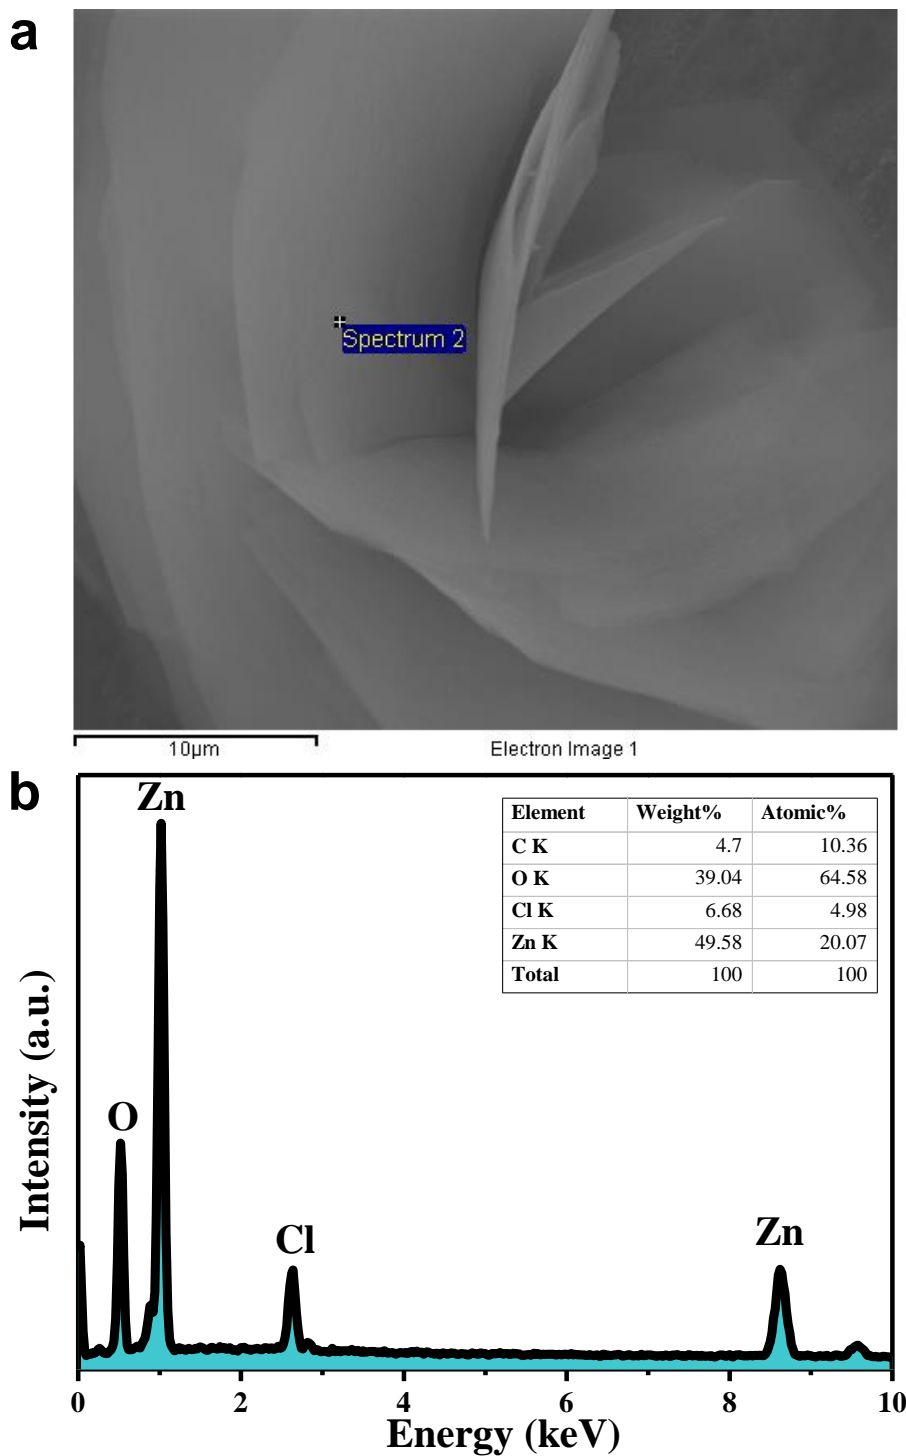 a
Spectrum 2
10µm Electron Image 1
b
Zn
Element Weight% Atomic%
C K 4.7 10.36
O K 39.04 64.58
Cl K 6.68 4.98
Zn K 49.58 20.07
Total 100 100
O
Cl
Zn
Intensity (a.u.)
0 2 4 6 8 10
Energy (keV)